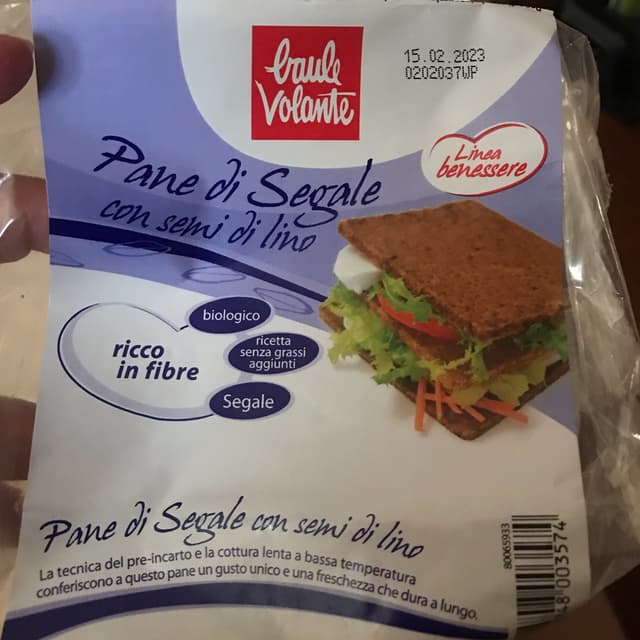 baule
Volante
15.02.2023
0202037WP
Linea
benessere
Pane di Segale
con semi di lino
biologico
ricco
in fibre
ricetta
senza grassi
aggiunti
Segale
Pane di Segale con semi di lino
La tecnica del pre-incarto e la cottura lenta a bassa temperatura
conferiscono a questo pane un gusto unico e una freschezza che dura a lungo.
80065933
8"003574